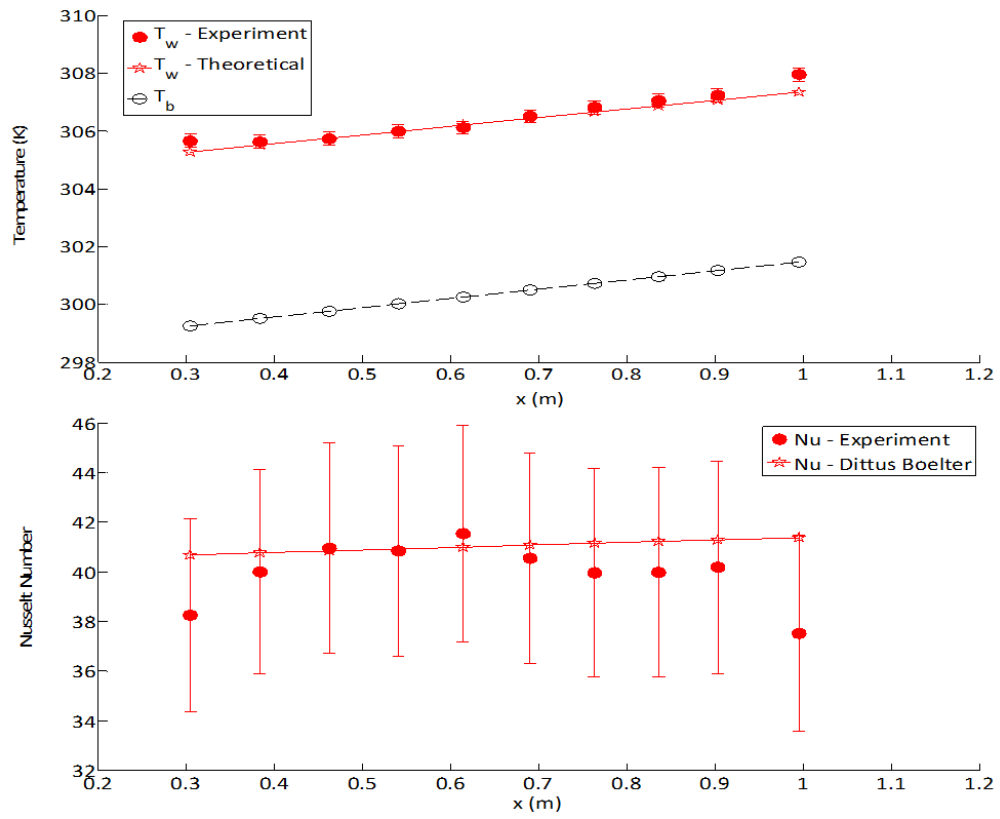 310
308
306
304
302
300
298
Temperature (K)
T_w - Experiment
T_w - Theoretical
T_b
0.2 0.3 0.4 0.5 0.6 0.7 0.8 0.9 1 1.1 1.2
x (m)
46
44
42
40
38
36
34
32
Nusselt Number
Nu - Experiment
Nu - Dittus Boelter
0.2 0.3 0.4 0.5 0.6 0.7 0.8 0.9 1 1.1 1.2
x (m)